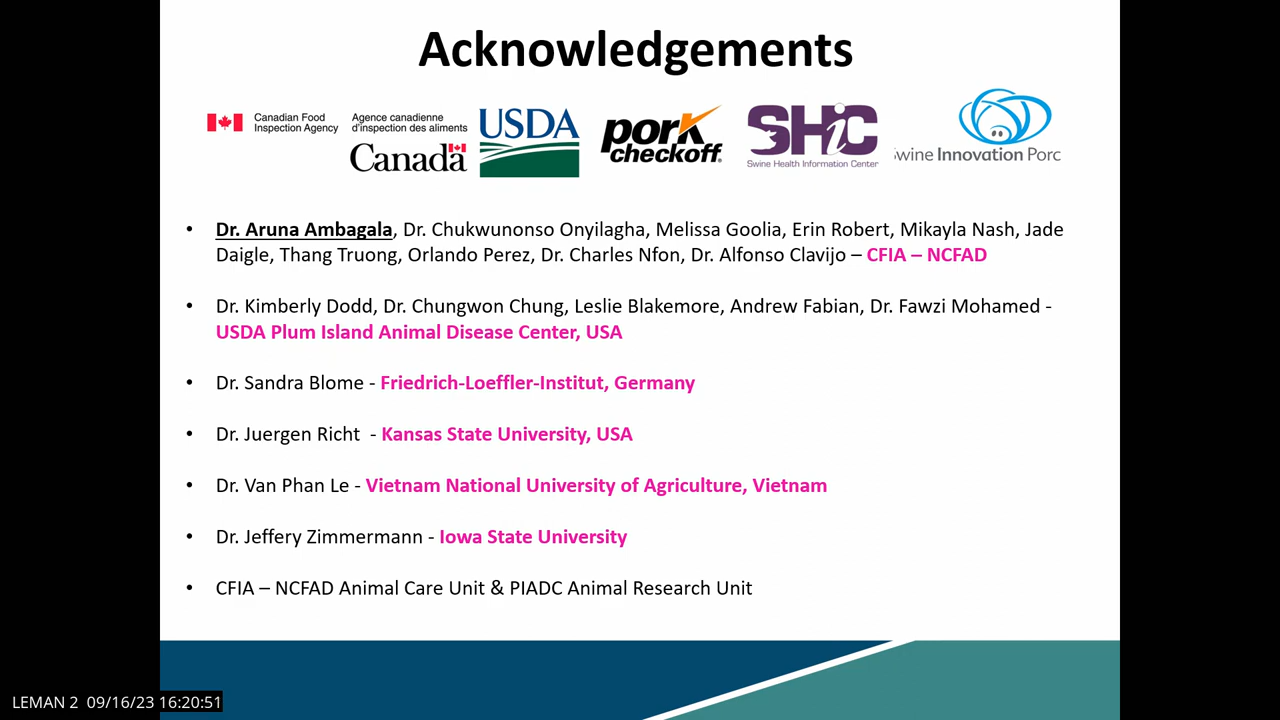 Acknowledgements
Canadian Food Inspection Agency
Agence canadienne d'inspection des aliments
Canada
USDA
pork checkoff
SHiC
Swine Health Information Center
wine Innovation Porc
• Dr. Aruna Ambagala, Dr. Chukwunonso Onyilagha, Melissa Goolia, Erin Robert, Mikayla Nash, Jade
Daigle, Thang Truong, Orlando Perez, Dr. Charles Nfon, Dr. Alfonso Clavijo – CFIA – NCFAD
• Dr. Kimberly Dodd, Dr. Chungwon Chung, Leslie Blakemore, Andrew Fabian, Dr. Fawzi Mohamed -
USDA Plum Island Animal Disease Center, USA
• Dr. Sandra Blome - Friedrich-Loeffler-Institut, Germany
• Dr. Juergen Richt - Kansas State University, USA
• Dr. Van Phan Le - Vietnam National University of Agriculture, Vietnam
• Dr. Jeffery Zimmermann - Iowa State University
• CFIA – NCFAD Animal Care Unit & PIADC Animal Research Unit
LEMAN 2 09/16/23 16:20:51